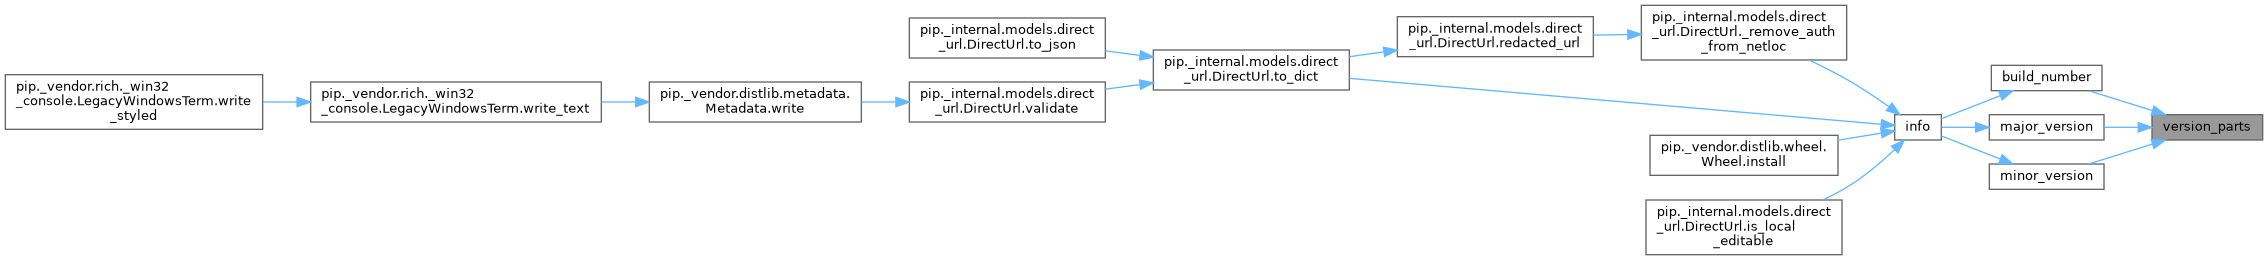 pip._vendor.rich._win32
_console.LegacyWindowsTerm.write
_styled
pip._vendor.rich._win32
_console.LegacyWindowsTerm.write_text
pip._vendor.distlib.metadata.
Metadata.write
pip._internal.models.direct
_url.DirectUrl.to_json
pip._internal.models.direct
_url.DirectUrl.validate
pip._internal.models.direct
_url.DirectUrl.to_dict
pip._internal.models.direct
_url.DirectUrl.redacted_url
pip._internal.models.direct
_url.DirectUrl._remove_auth
_from_netloc
pip._vendor.distlib.wheel.
Wheel.install
pip._internal.models.direct
_url.DirectUrl.is_local
_editable
info
build_number
major_version
minor_version
version_parts